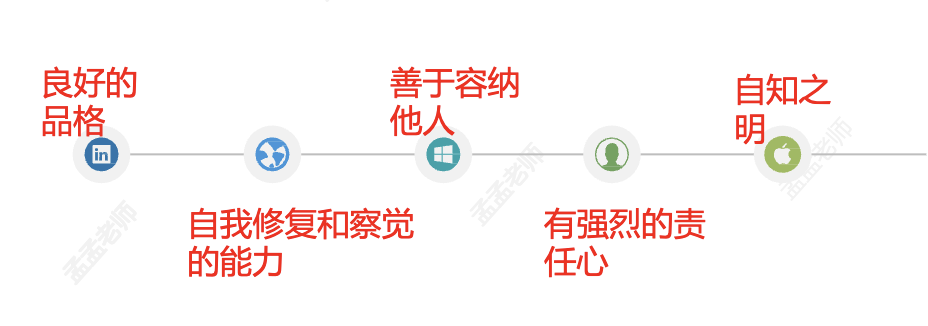 良好的
品格
自我修复和察觉
的能力
善于容纳
他人
有强烈的责
任心
自知之
明
in
孟孟老师
孟孟老师
孟孟老师